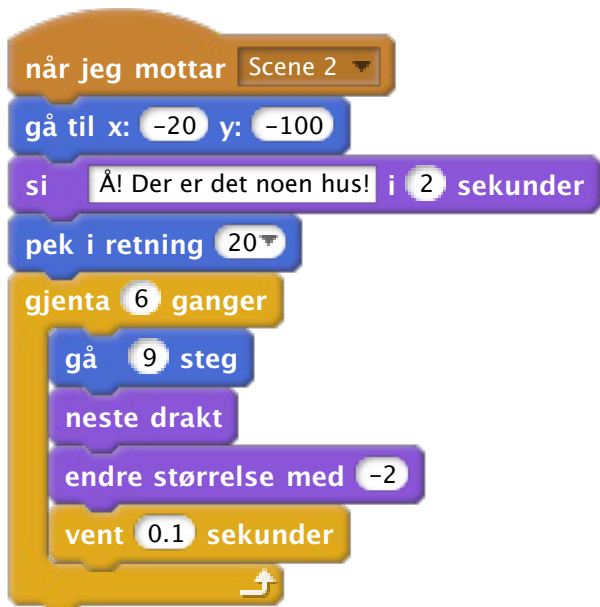 når jeg mottar Scene 2
gå til x: -20 y: -100
si Å! Der er det noen hus! i 2 sekunder
pek i retning 20
gjenta 6 ganger
gå 9 steg
neste drakt
endre størrelse med -2
vent 0.1 sekunder